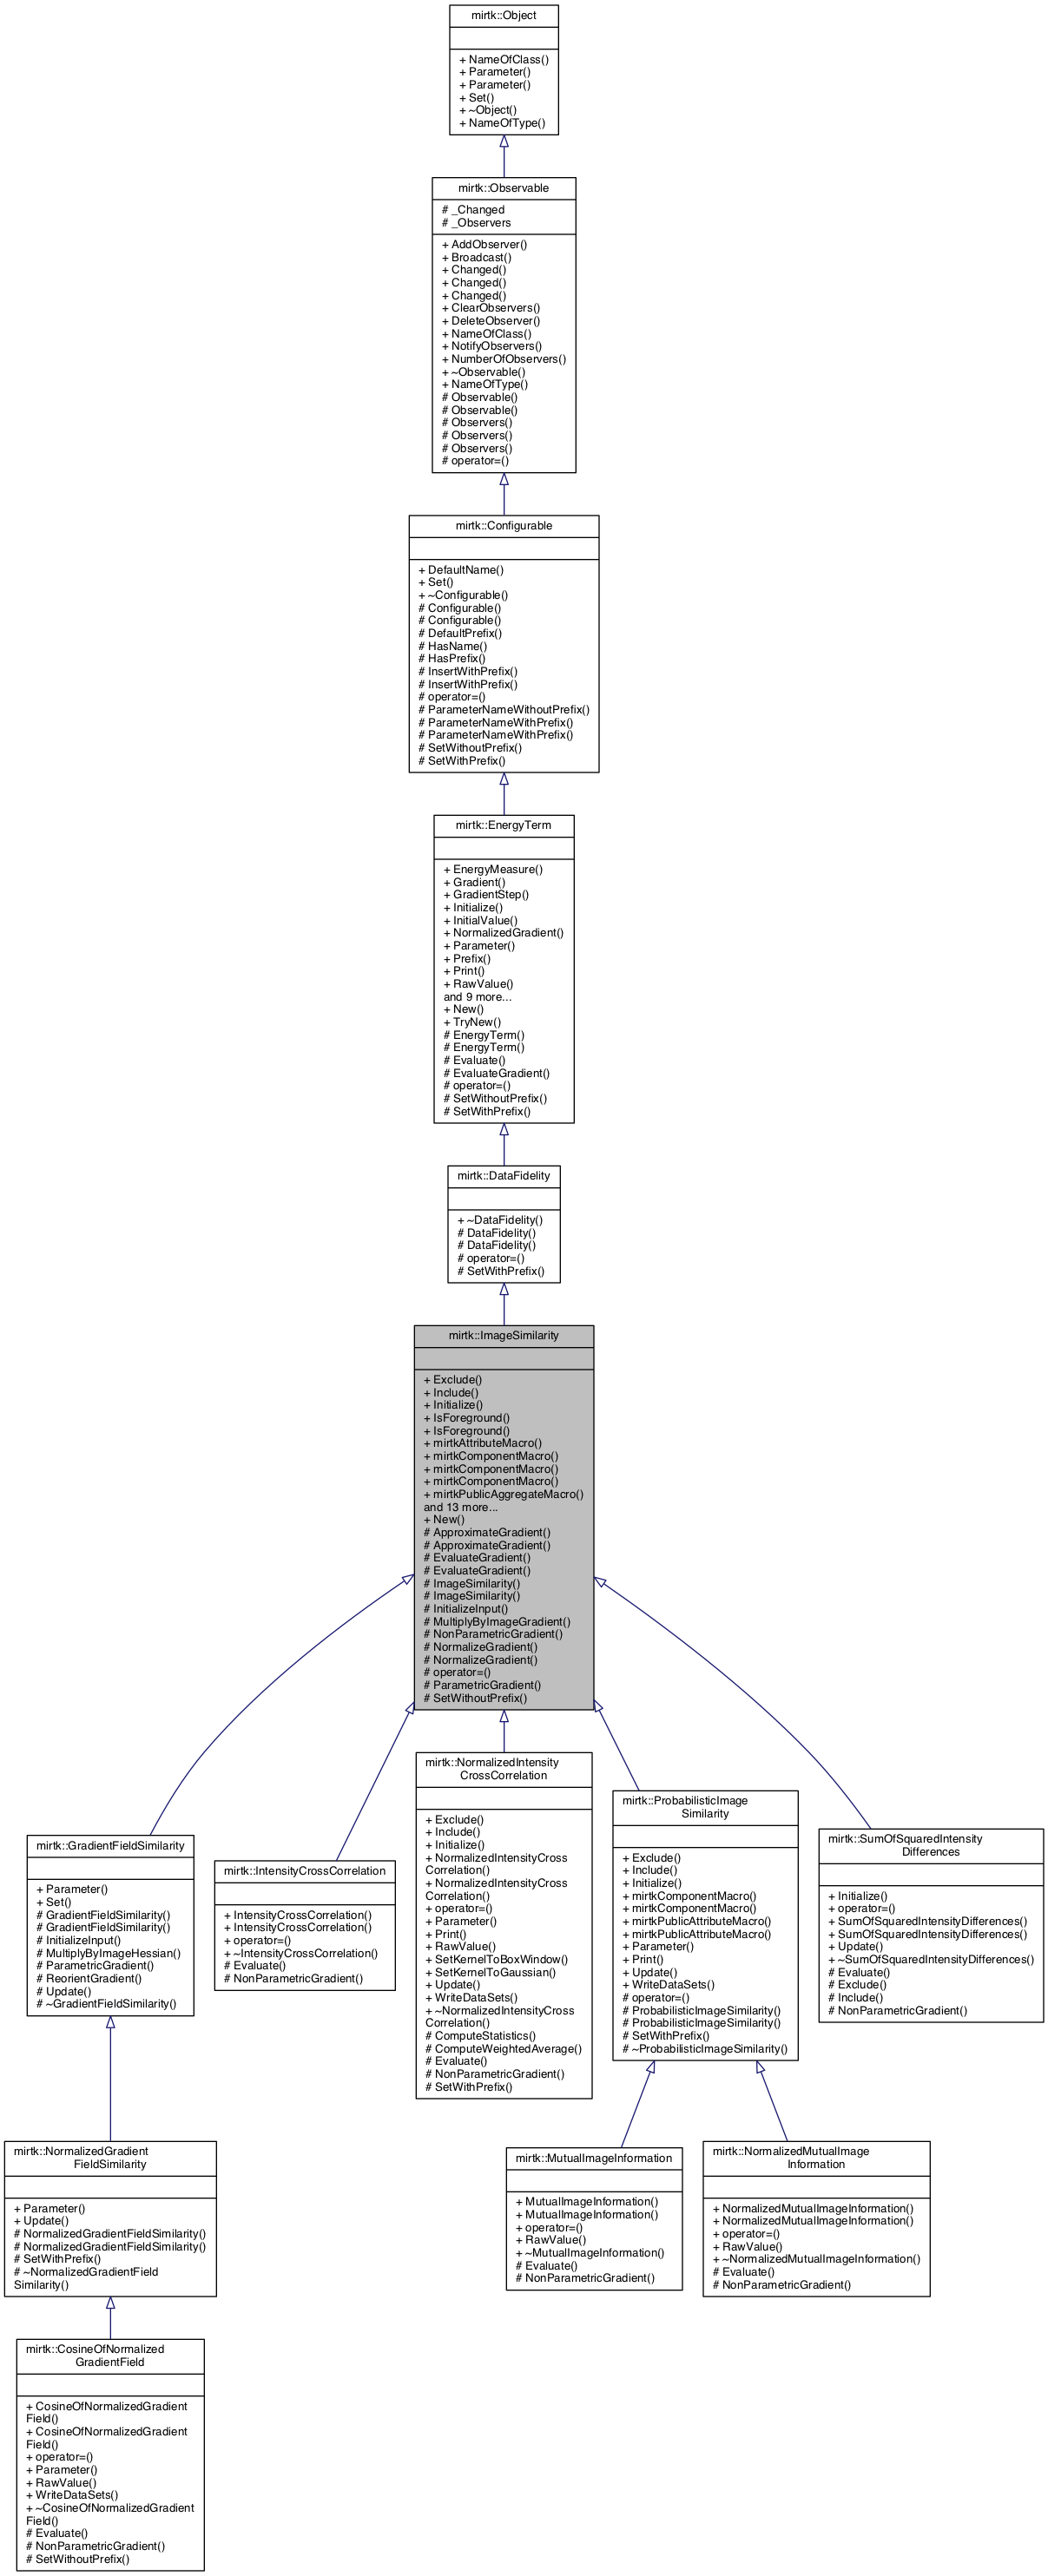 mirtk::Object
+ NameOfClass()
+ Parameter()
+ Parameter()
+ Set()
+ ~Object()
+ NameOfType()
mirtk::Observable
# _Changed
# _Observers
+ AddObserver()
+ Broadcast()
+ Changed()
+ Changed()
+ Changed()
+ ClearObservers()
+ DeleteObserver()
+ NameOfClass()
+ NotifyObservers()
+ NumberOfObservers()
+ ~Observable()
+ NameOfType()
# Observable()
# Observable()
# Observers()
# Observers()
# Observers()
# operator=()
mirtk::Configurable
+ DefaultName()
+ Set()
+ ~Configurable()
# Configurable()
# Configurable()
# DefaultPrefix()
# HasName()
# HasPrefix()
# InsertWithPrefix()
# InsertWithPrefix()
# operator=()
# ParameterNameWithoutPrefix()
# ParameterNameWithPrefix()
# ParameterNameWithPrefix()
# SetWithoutPrefix()
# SetWithPrefix()
mirtk::EnergyTerm
+ EnergyMeasure()
+ Gradient()
+ GradientStep()
+ Initialize()
+ InitialValue()
+ NormalizedGradient()
+ Parameter()
+ Prefix()
+ Print()
+ RawValue()
and 9 more...
+ New()
+ TryNew()
# EnergyTerm()
# EnergyTerm()
# Evaluate()
# EvaluateGradient()
# operator=()
# SetWithoutPrefix()
# SetWithPrefix()
mirtk::DataFidelity
+ ~DataFidelity()
# DataFidelity()
# DataFidelity()
# operator=()
# SetWithPrefix()
mirtk::ImageSimilarity
+ Exclude()
+ Include()
+ Initialize()
+ IsForeground()
+ IsForeground()
+ mirtkAttributeMacro()
+ mirtkComponentMacro()
+ mirtkComponentMacro()
+ mirtkComponentMacro()
+ mirtkPublicAggregateMacro()
and 13 more...
+ New()
# ApproximateGradient()
# ApproximateGradient()
# EvaluateGradient()
# EvaluateGradient()
# ImageSimilarity()
# ImageSimilarity()
# InitializeInput()
# MultiplyByImageGradient()
# NonParametricGradient()
# NormalizeGradient()
# NormalizeGradient()
# operator=()
# ParametricGradient()
# SetWithoutPrefix()
mirtk::GradientFieldSimilarity
+ Parameter()
+ Set()
# GradientFieldSimilarity()
# GradientFieldSimilarity()
# InitializeInput()
# MultiplyByImageHessian()
# ParametricGradient()
# ReorientGradient()
# Update()
# ~GradientFieldSimilarity()
mirtk::IntensityCrossCorrelation
+ IntensityCrossCorrelation()
+ IntensityCrossCorrelation()
+ operator=()
+ ~IntensityCrossCorrelation()
# Evaluate()
# NonParametricGradient()
mirtk::NormalizedIntensity
CrossCorrelation
+ Exclude()
+ Include()
+ Initialize()
+ NormalizedIntensityCross
Correlation()
+ NormalizedIntensityCross
Correlation()
+ operator=()
+ Parameter()
+ Print()
+ RawValue()
+ SetKernelToBoxWindow()
+ SetKernelToGaussian()
+ Update()
+ WriteDataSets()
+ ~NormalizedIntensityCross
Correlation()
# ComputeStatistics()
# ComputeWeightedAverage()
# Evaluate()
# NonParametricGradient()
# SetWithPrefix()
mirtk::ProbabilisticImage
Similarity
+ Exclude()
+ Include()
+ Initialize()
+ mirtkComponentMacro()
+ mirtkComponentMacro()
+ mirtkPublicAttributeMacro()
+ mirtkPublicAttributeMacro()
+ Parameter()
+ Print()
+ Update()
+ WriteDataSets()
# operator=()
# ProbabilisticImageSimilarity()
# ProbabilisticImageSimilarity()
# SetWithPrefix()
# ~ProbabilisticImageSimilarity()
mirtk::SumOfSquaredIntensity
Differences
+ Initialize()
+ operator=()
+ SumOfSquaredIntensityDifferences()
+ SumOfSquaredIntensityDifferences()
+ Update()
+ ~SumOfSquaredIntensityDifferences()
# Evaluate()
# Exclude()
# Include()
# NonParametricGradient()
mirtk::NormalizedGradient
FieldSimilarity
+ Parameter()
+ Update()
# NormalizedGradientFieldSimilarity()
# NormalizedGradientFieldSimilarity()
# SetWithPrefix()
# ~NormalizedGradientField
Similarity()
mirtk::MutualImageInformation
+ MutualImageInformation()
+ MutualImageInformation()
+ operator=()
+ RawValue()
+ ~MutualImageInformation()
# Evaluate()
# NonParametricGradient()
mirtk::NormalizedMutualImage
Information
+ NormalizedMutualImageInformation()
+ NormalizedMutualImageInformation()
+ operator=()
+ RawValue()
+ ~NormalizedMutualImageInformation()
# Evaluate()
# NonParametricGradient()
mirtk::CosineOfNormalized
GradientField
+ CosineOfNormalizedGradient
Field()
+ CosineOfNormalizedGradient
Field()
+ operator=()
+ Parameter()
+ RawValue()
+ WriteDataSets()
+ ~CosineOfNormalizedGradient
Field()
# Evaluate()
# NonParametricGradient()
# SetWithoutPrefix()